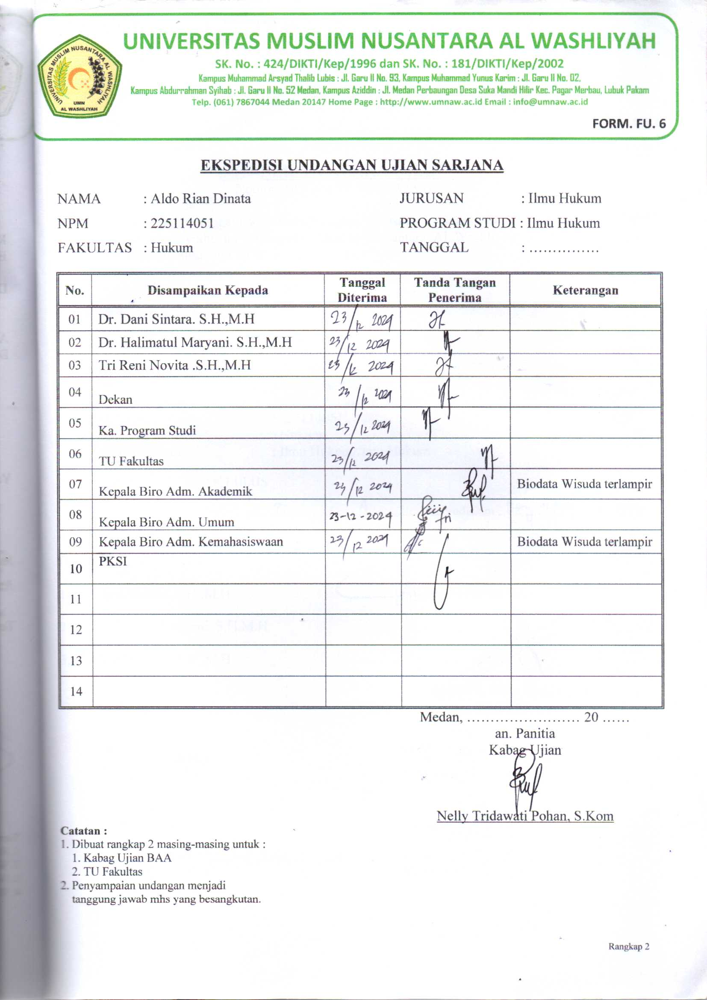 UNIVERSITAS MUSLIM NUSANTARA AL WASHLIYAH
UMN
AL WASHLIYAH
UNIVERSITAS MUSLIM NUSANTARA AL WASHLIYAH
SK. No. : 424/DIKTI/Kep/1996 dan SK. No. : 181/DIKTI/Kep/2002
Kampus Muhammad Arsyad Thalib Lubis : Jl. Garu II No. 93, Kampus Muhammad Yunus Karim : Jl. Garu II No. 02,
Kampus Abdurrahman Syihab : Jl. Garu II No. 52 Medan, Kampus Aziddin : Jl. Medan Perbaungan Desa Suka Mandi Hilir Kec. Pagar Merbau, Lubuk Pakam
Telp. (061) 7867044 Medan 20147 Home Page : http://www.umnaw.ac.id Email : info@umnaw.ac.id
FORM. FU. 6
EKSPEDISI UNDANGAN UJIAN SARJANA
NAMA : Aldo Rian Dinata JURUSAN : Ilmu Hukum
NPM : 225114051 PROGRAM STUDI : Ilmu Hukum
FAKULTAS : Hukum TANGGAL : ...............
No. Disampaikan Kepada Tanggal Diterima Tanda Tangan Penerima Keterangan
01 Dr. Dani Sintara. S.H.,M.H 23/12 2024
02 Dr. Halimatul Maryani. S.H.,M.H 23/12 2024
03 Tri Reni Novita .S.H.,M.H 23/12 2024
04 Dekan 23/12 2024
05 Ka. Program Studi 23/12 2024
06 TU Fakultas 23/12 2024
07 Kepala Biro Adm. Akademik 23/12 2024 Biodata Wisuda terlampir
08 Kepala Biro Adm. Umum 23-12-2024
09 Kepala Biro Adm. Kemahasiswaan 23/12 2024 Biodata Wisuda terlampir
10 PKSI
11
12
13
14
Medan, ........................ 20 ......
an. Panitia
Kabag Ujian
Nelly Tridawati Pohan, S.Kom
Catatan :
1. Dibuat rangkap 2 masing-masing untuk :
1. Kabag Ujian BAA
2. TU Fakultas
2. Penyampaian undangan menjadi
tanggung jawab mhs yang besangkutan.
Rangkap 2